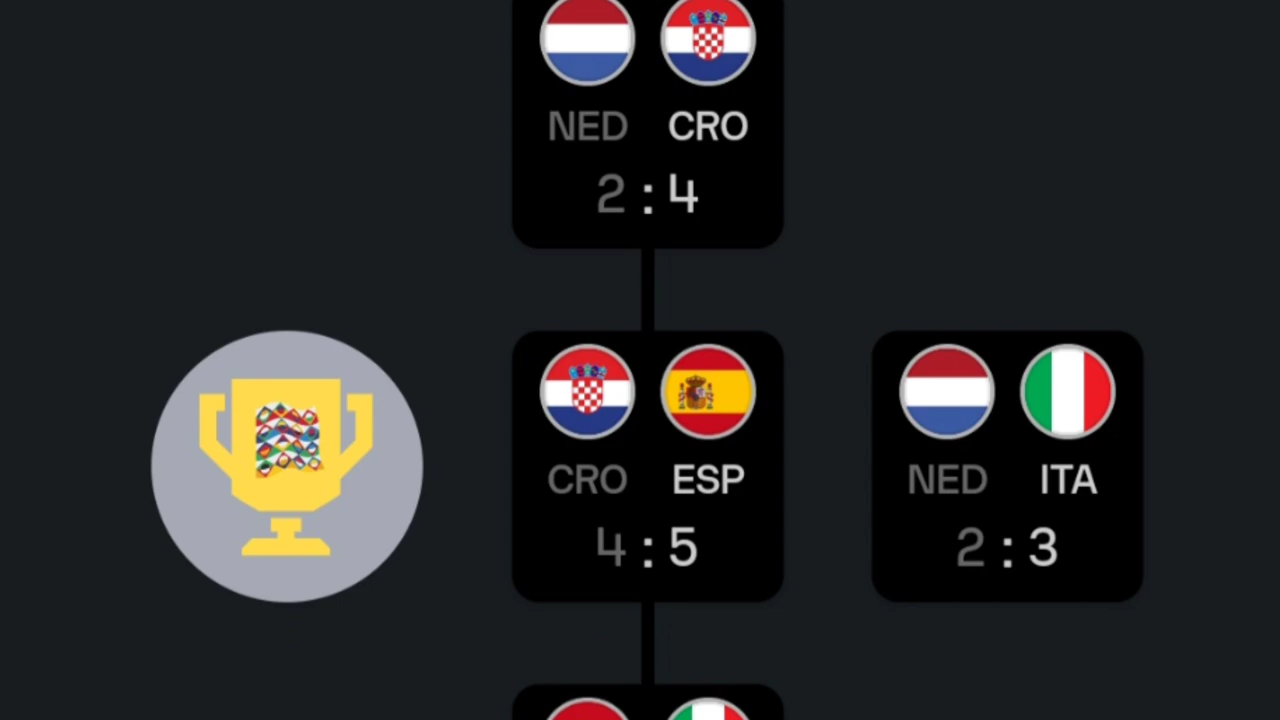 NED CRO
2 : 4
CRO ESP
4 : 5
NED ITA
2 : 3